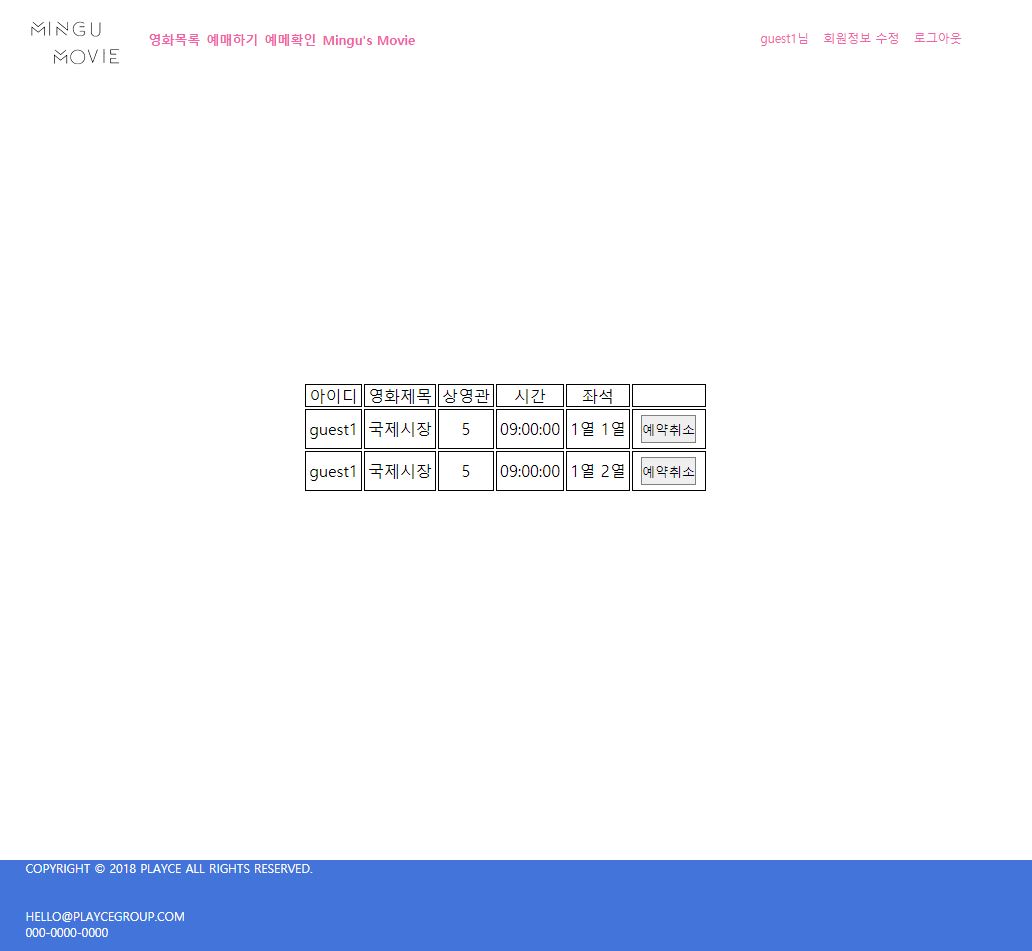 MINGU
MOVIE
영화목록 예매하기 예메확인 Mingu's Movie
guest1님 회원정보 수정 로그아웃
아이디 영화제목 상영관 시간 좌석
guest1 국제시장 5 09:00:00 1열 1열 예약취소
guest1 국제시장 5 09:00:00 1열 2열 예약취소
COPYRIGHT © 2018 PLAYCE ALL RIGHTS RESERVED.
HELLO@PLAYCEGROUP.COM
000-0000-0000